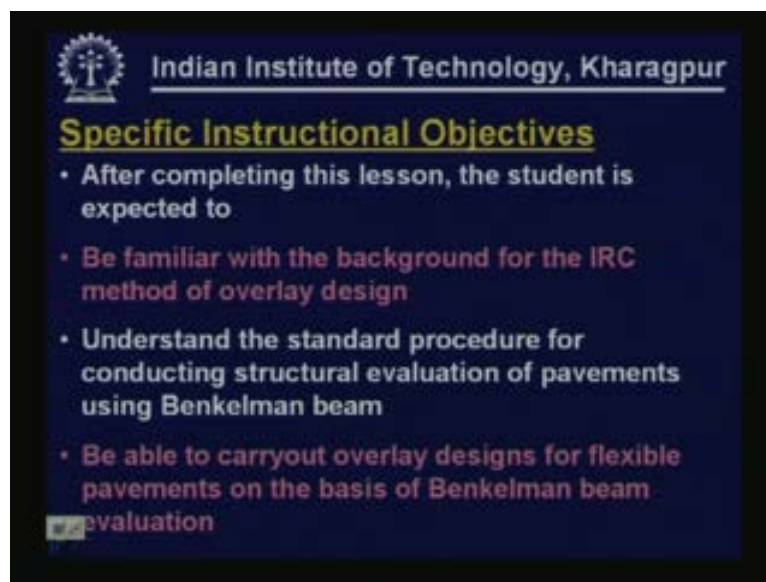 Indian Institute of Technology, Kharagpur
Specific Instructional Objectives
• After completing this lesson, the student is
expected to
• Be familiar with the background for the IRC
method of overlay design
• Understand the standard procedure for
conducting structural evaluation of pavements
using Benkelman beam
• Be able to carryout overlay designs for flexible
pavements on the basis of Benkelman beam
evaluation